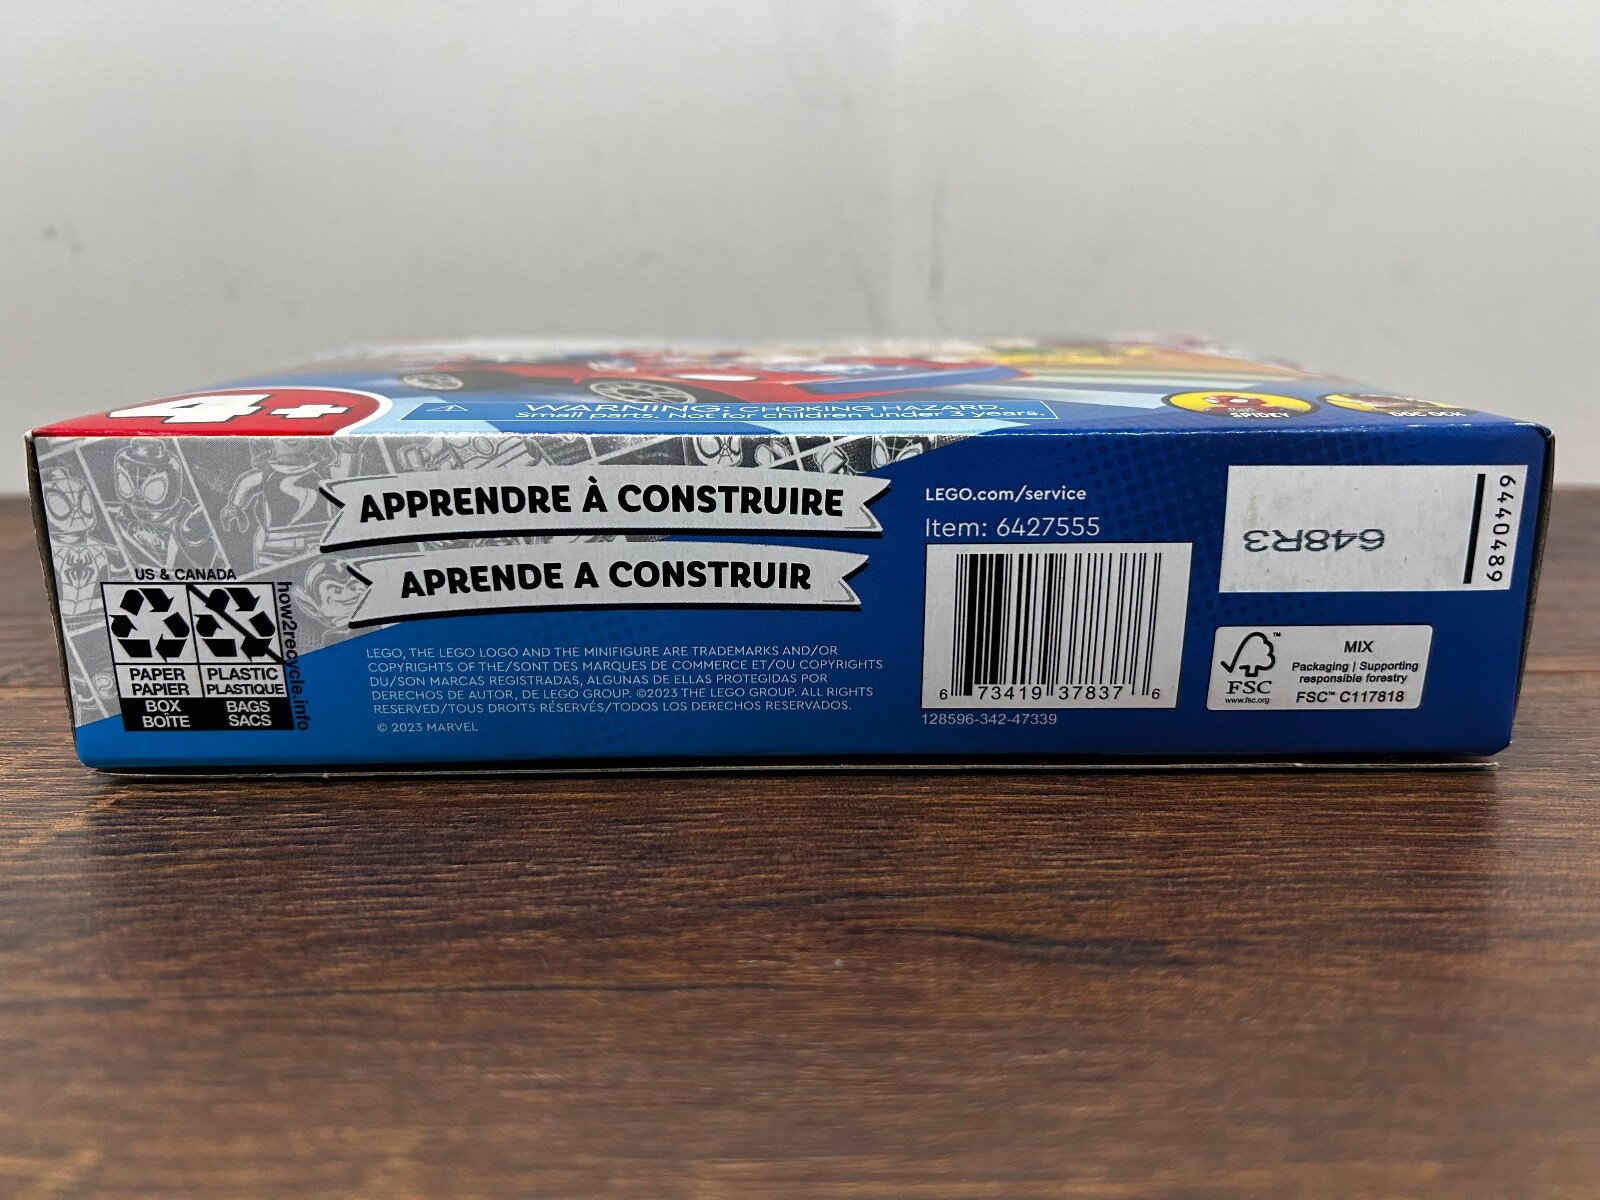 4+
WARNING: CHOKING HAZARD.
Small parts. Not for children under 3 years.
SPIDEY
DOC OCK
APPRENDRE À CONSTRUIRE
APRENDE A CONSTRUIR
US & CANADA
how2recycle.info
PAPER
PAPIER
PLASTIC
PLASTIQUE
BOX
BOÎTE
BAGS
SACS
LEGO, THE LEGO LOGO AND THE MINIFIGURE ARE TRADEMARKS AND/OR
COPYRIGHTS OF THE/SONT DES MARQUES DE COMMERCE ET/OU COPYRIGHTS
DU/SON MARCAS REGISTRADAS, ALGUNAS DE ELLAS PROTEGIDAS POR
DERECHOS DE AUTOR, DE LEGO GROUP. ©2023 THE LEGO GROUP. ALL RIGHTS
RESERVED/TOUS DROITS RÉSERVÉS/TODOS LOS DERECHOS RESERVADOS.
© 2023 MARVEL
LEGO.com/service
Item: 6427555
6 73419 37837 6
128596-342-47339
648R3
6440489
FSC™
www.fsc.org
MIX
Packaging | Supporting
responsible forestry
FSC™ C117818